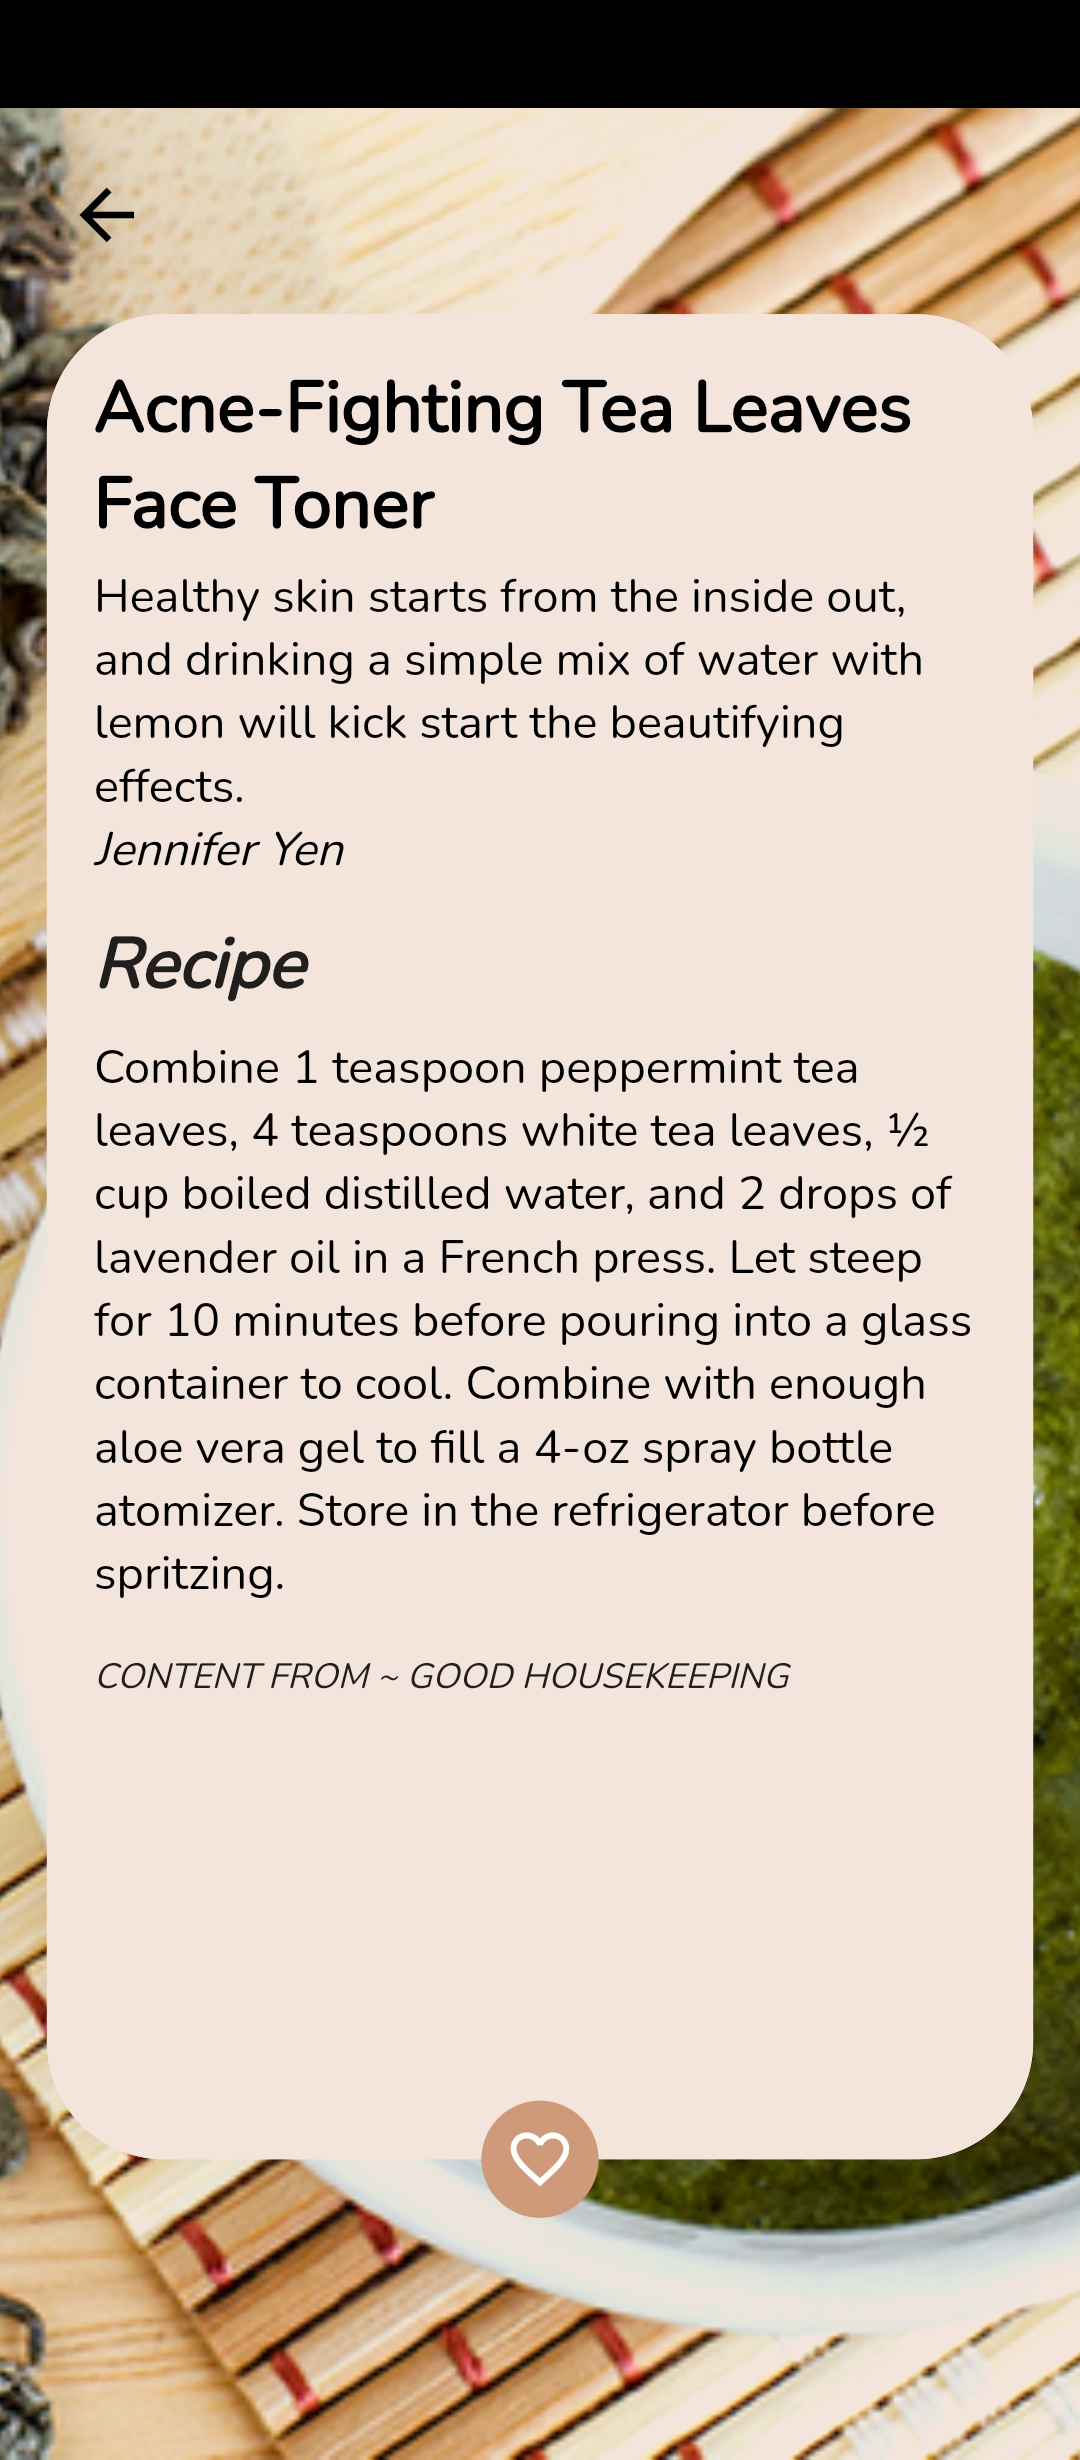 Acne-Fighting Tea Leaves
Face Toner
Healthy skin starts from the inside out,
and drinking a simple mix of water with
lemon will kick start the beautifying
effects.
Jennifer Yen
Recipe
Combine 1 teaspoon peppermint tea
leaves, 4 teaspoons white tea leaves, ½
cup boiled distilled water, and 2 drops of
lavender oil in a French press. Let steep
for 10 minutes before pouring into a glass
container to cool. Combine with enough
aloe vera gel to fill a 4-oz spray bottle
atomizer. Store in the refrigerator before
spritzing.
CONTENT FROM ~ GOOD HOUSEKEEPING